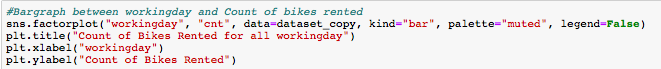 #Bargraph between workingday and Count of bikes rented
sns.factorplot("workingday", "cnt", data=dataset_copy, kind="bar", palette="muted", legend=False)
plt.title("Count of Bikes Rented for all workingday")
plt.xlabel("workingday")
plt.ylabel("Count of Bikes Rented")